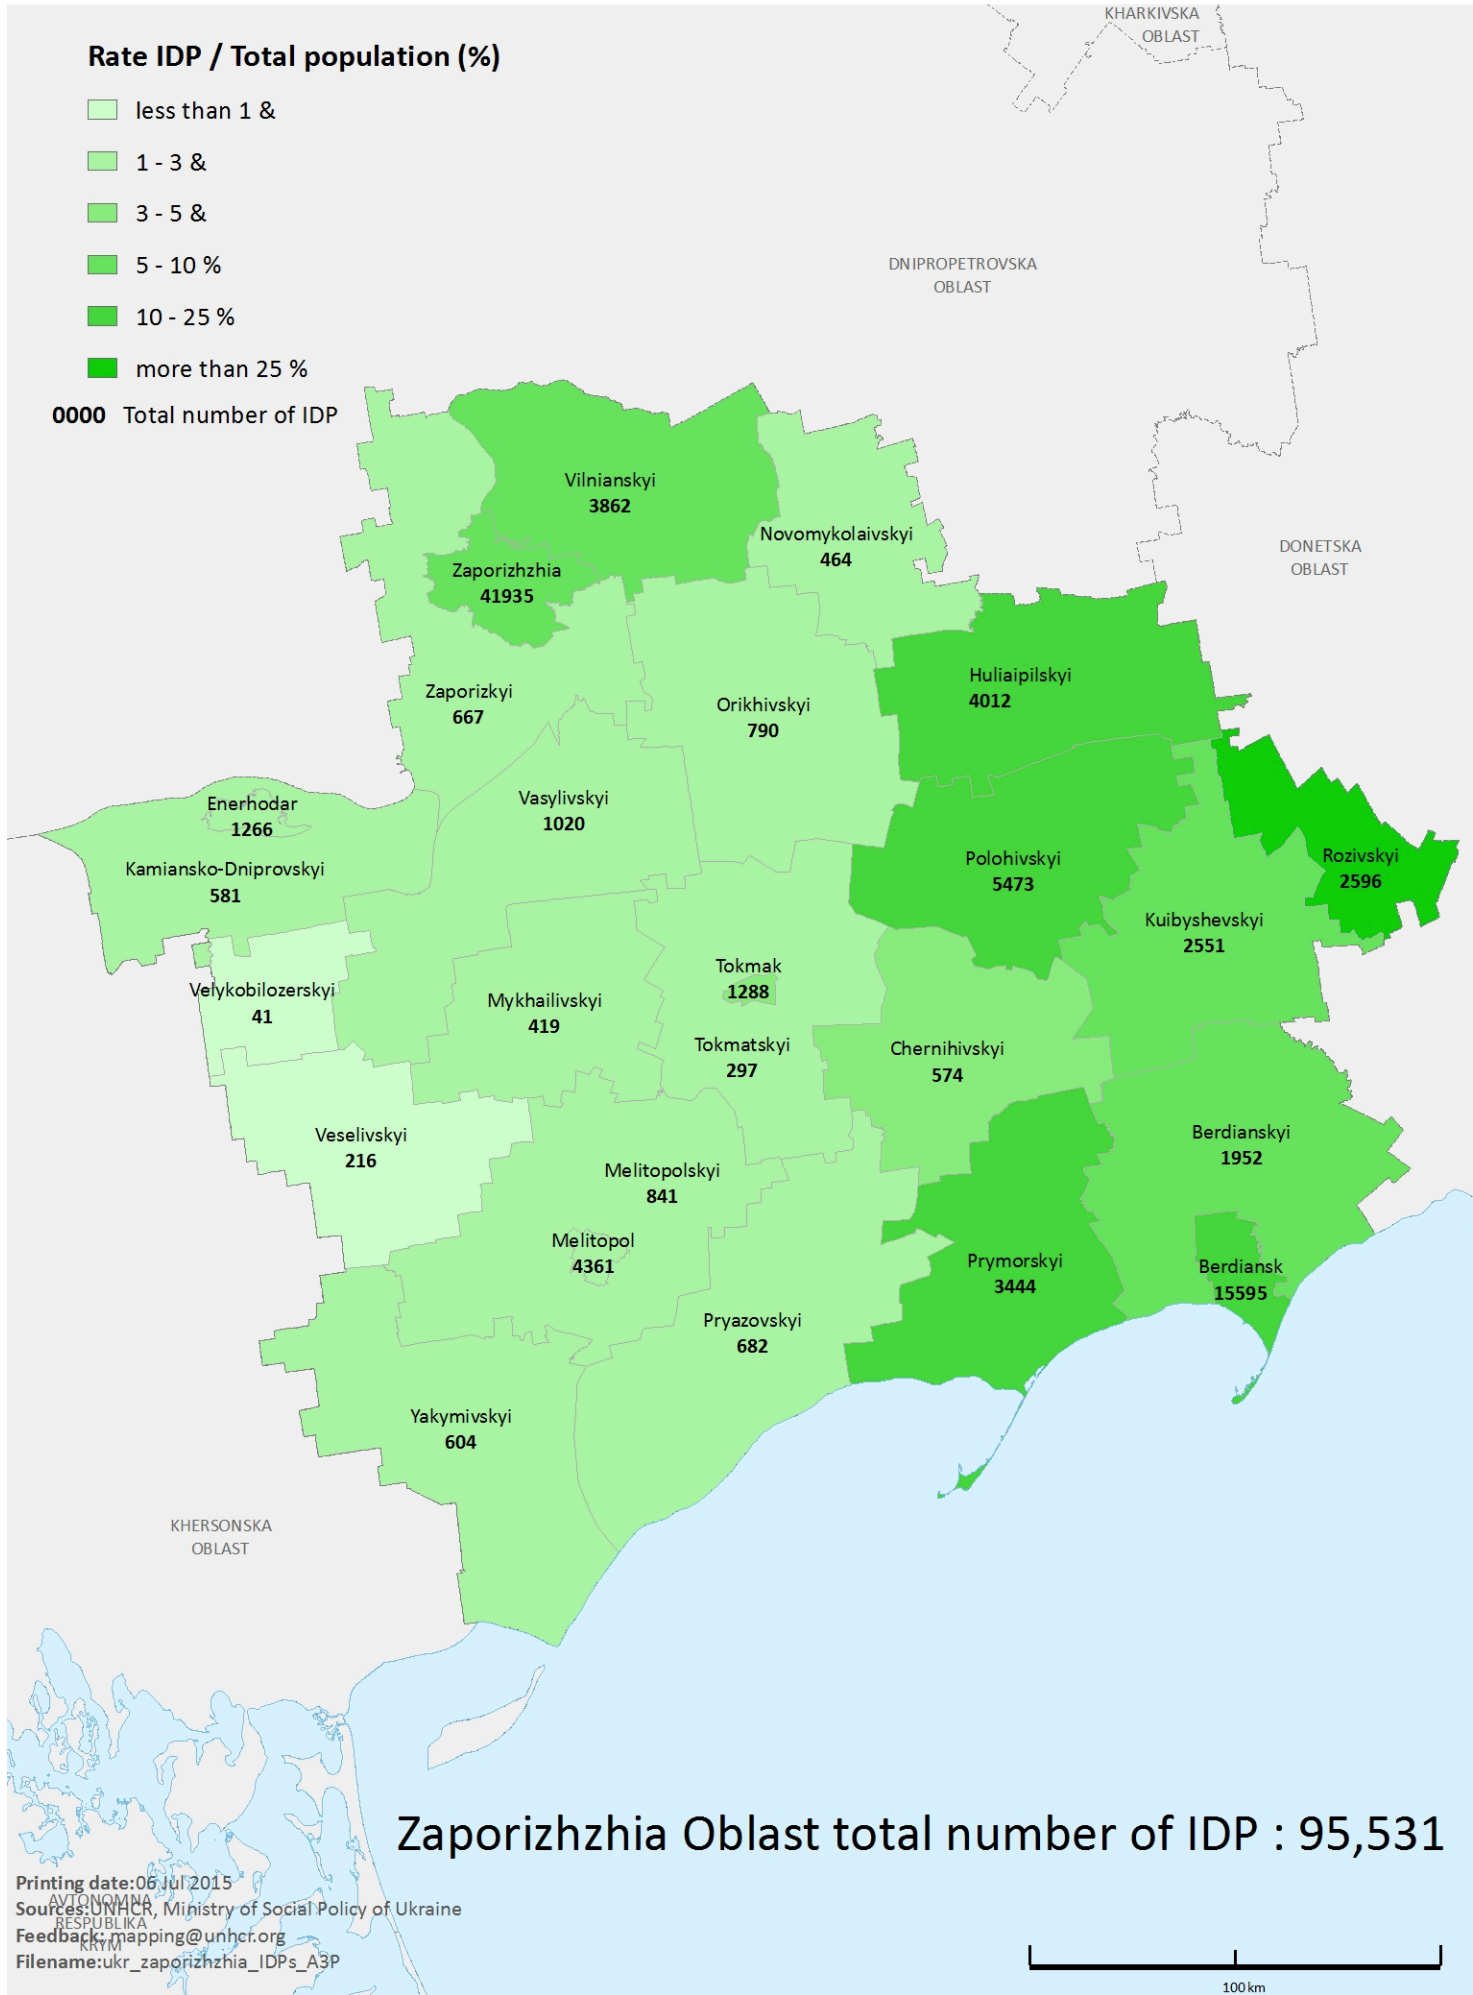 KHARKIVSKA
OBLAST
Rate IDP / Total population (%)
less than 1 &
1 - 3 &
3 - 5 &
5 - 10 %
10 - 25 %
more than 25 %
0000 Total number of IDP
DNIPROPETROVSKA
OBLAST
DONETSKA
OBLAST
Vilnianskyi
3862
Novomykolaivskyi
464
Zaporizhzhia
41935
Zaporizkyi
667
Orikhivskyi
790
Huliaipilskyi
4012
Enerhodar
1266
Vasylivskyi
1020
Kamiansko-Dniprovskyi
581
Polohivskyi
5473
Rozivskyi
2596
Kuibyshevskyi
2551
Velykobilozerskyi
41
Mykhailivskyi
419
Tokmak
1288
Tokmatskyi
297
Chernihivskyi
574
Veselivskyi
216
Melitopolskyi
841
Berdianskyi
1952
Melitopol
4361
Prymorskyi
3444
Berdiansk
15595
Pryazovskyi
682
Yakymivskyi
604
KHERSONSKA
OBLAST
Zaporizhzhia Oblast total number of IDP : 95,531
Printing date:06 Jul 2015
AVTONOMNA
Sources:UNHCR, Ministry of Social Policy of Ukraine
RESPUBLIKA
Feedback: mapping@unhcr.org
KRYM
Filename:ukr_zaporizhzhia_IDPs_A3P
100 km